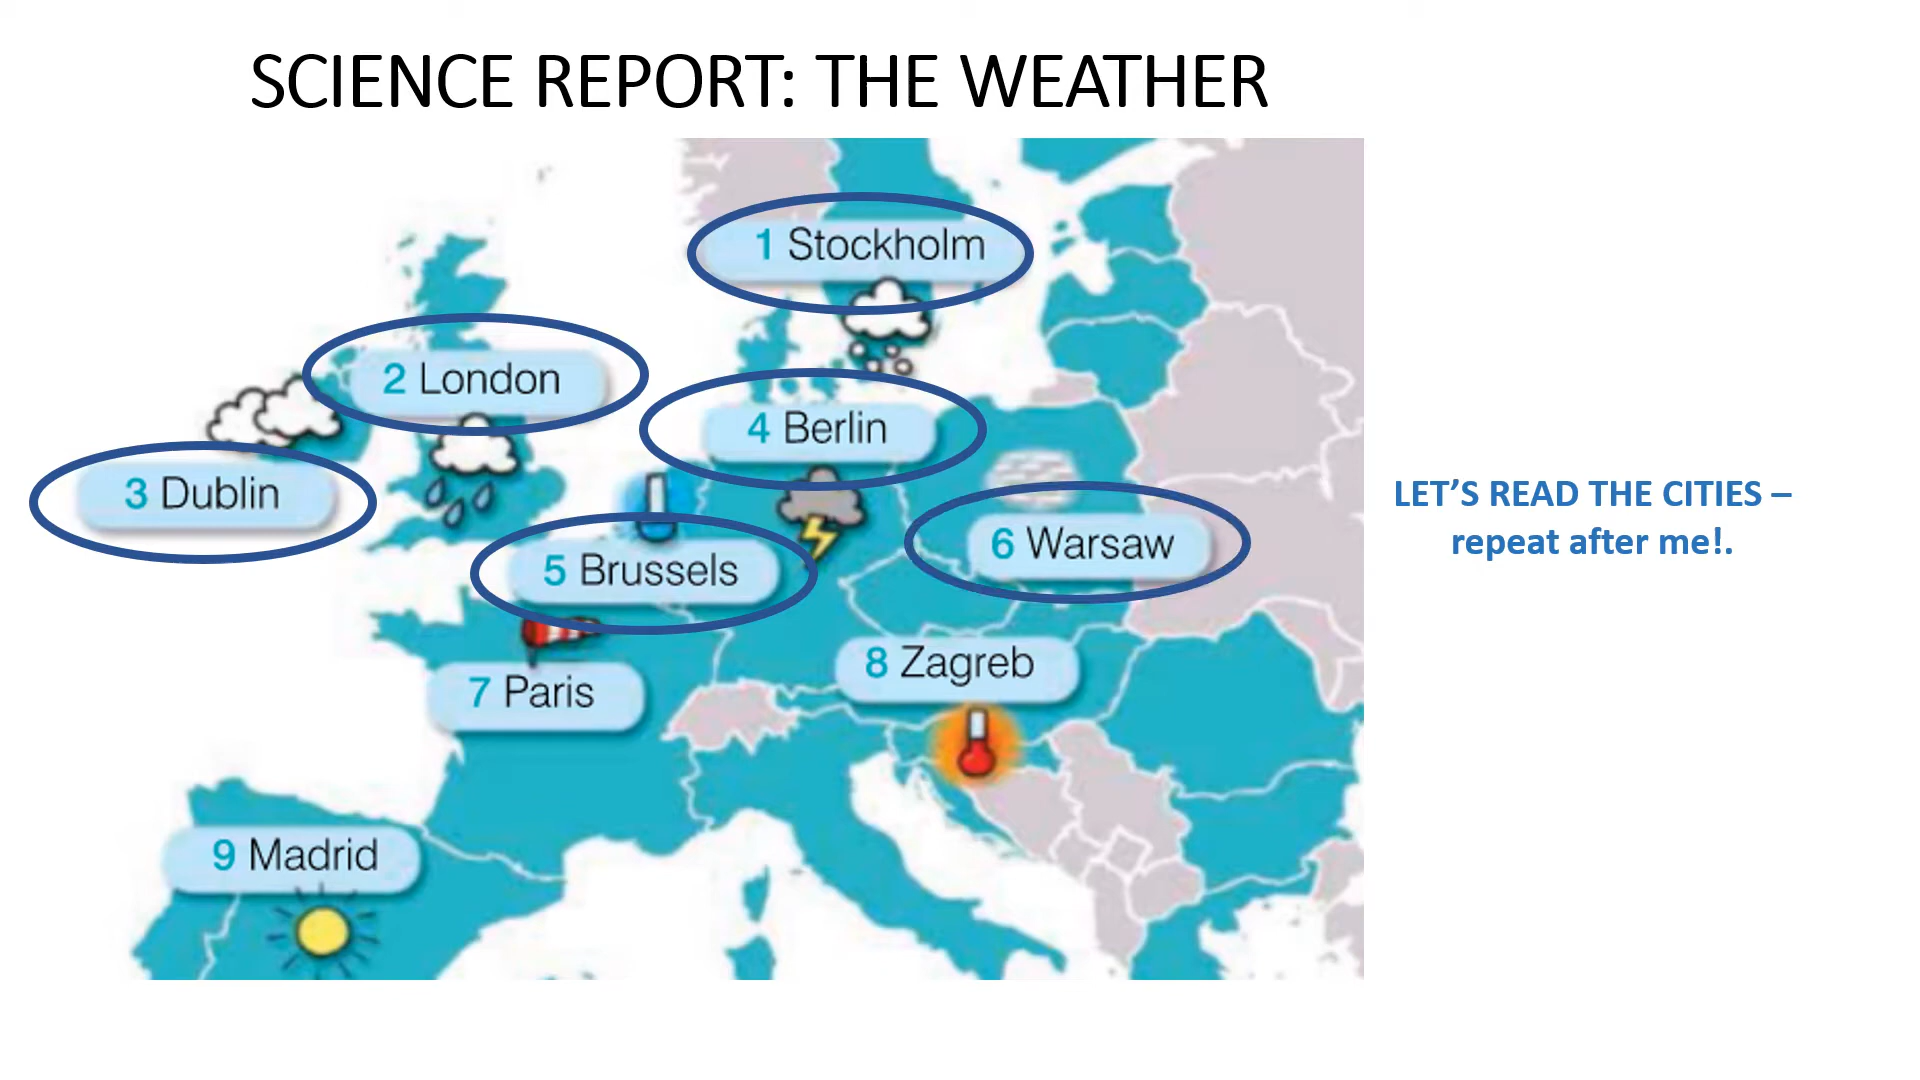 SCIENCE REPORT: THE WEATHER
1 Stockholm
2 London
3 Dublin
4 Berlin
5 Brussels
6 Warsaw
7 Paris
8 Zagreb
9 Madrid
LET’S READ THE CITIES –
repeat after me!.